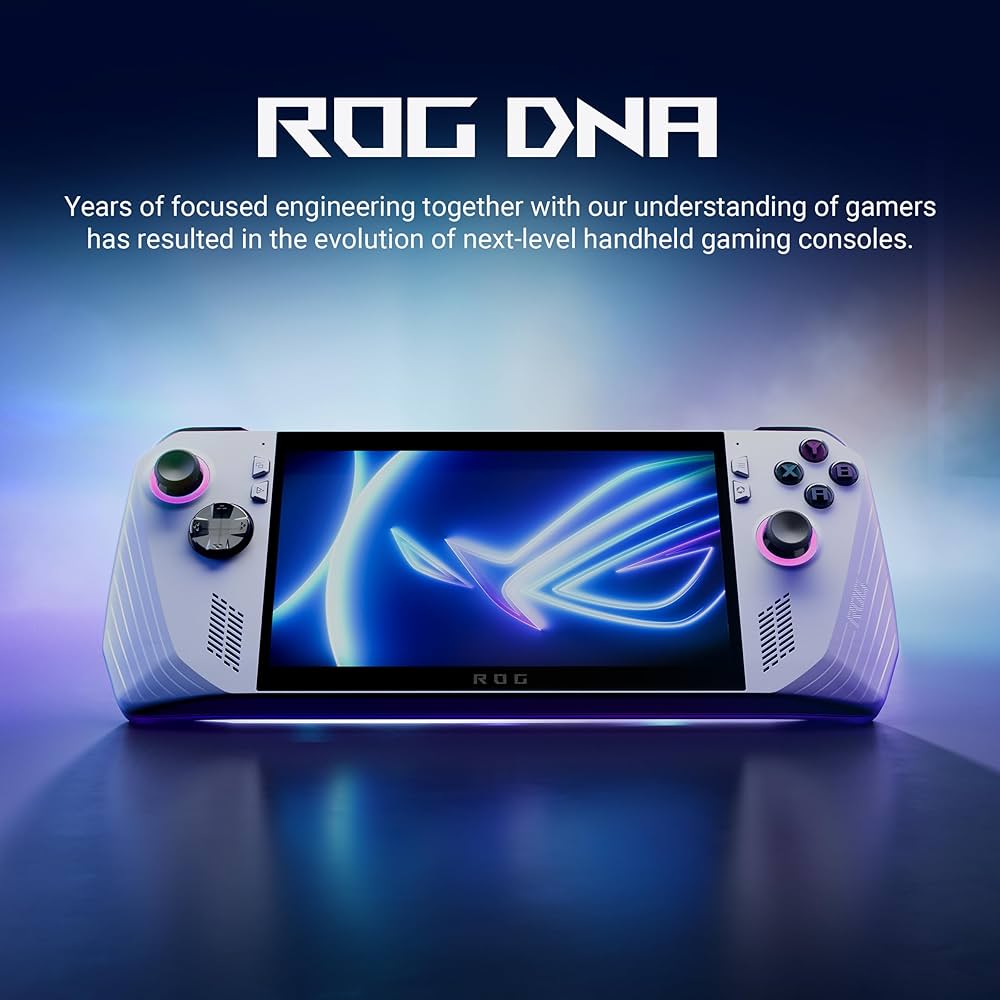 ROG DNA
Years of focused engineering together with our understanding of gamers
has resulted in the evolution of next-level handheld gaming consoles.
Y
X B
A
ROG
ROG